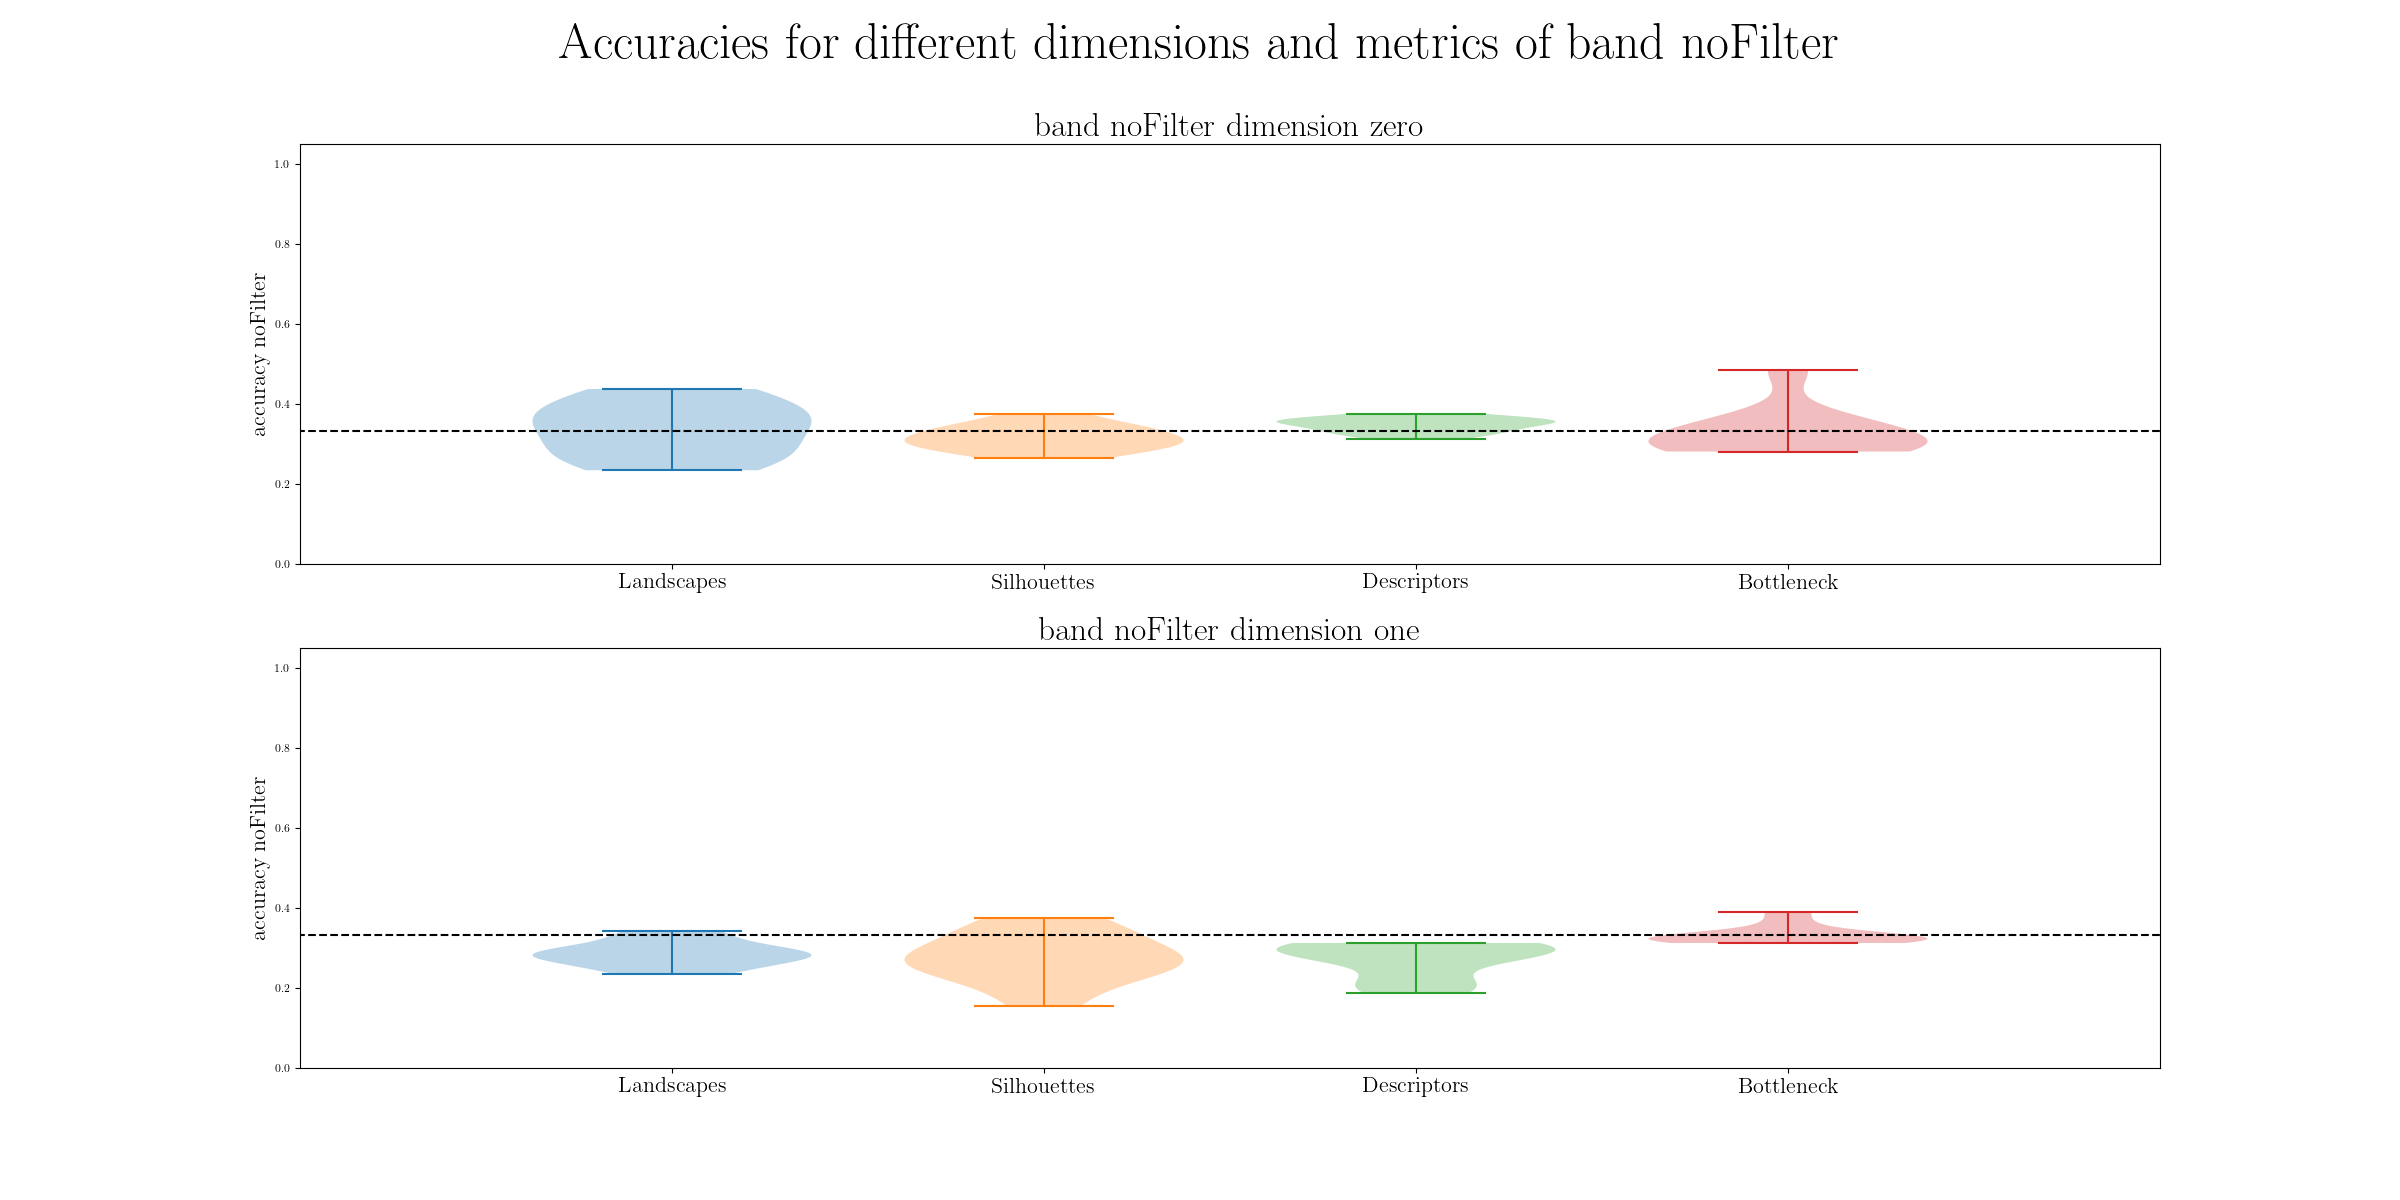 Accuracies for different dimensions and metrics of band noFilter
band noFilter dimension zero
1.0
0.8
0.6
0.4
0.2
0.0
accuracy noFilter
Landscapes Silhouettes Descriptors Bottleneck
band noFilter dimension one
1.0
0.8
0.6
0.4
0.2
0.0
accuracy noFilter
Landscapes Silhouettes Descriptors Bottleneck